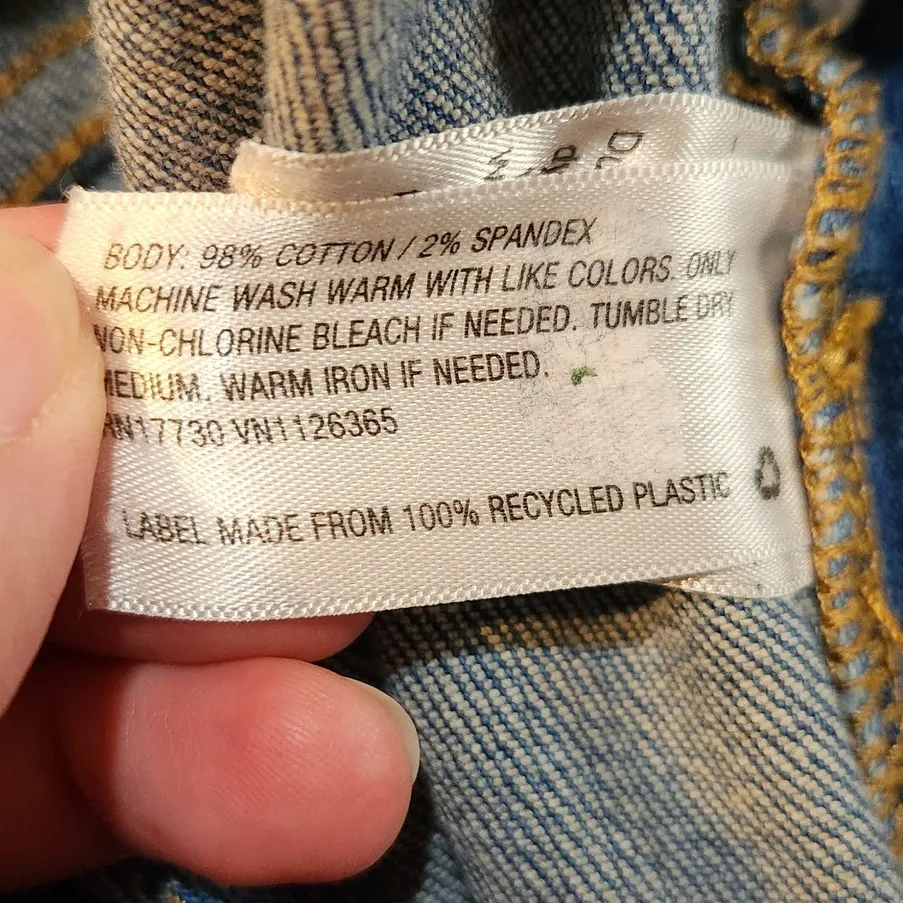 BODY: 98% COTTON / 2% SPANDEX
MACHINE WASH WARM WITH LIKE COLORS. ONLY
NON-CHLORINE BLEACH IF NEEDED. TUMBLE DRY
MEDIUM. WARM IRON IF NEEDED.
RN17730 VN1126365
LABEL MADE FROM 100% RECYCLED PLASTIC